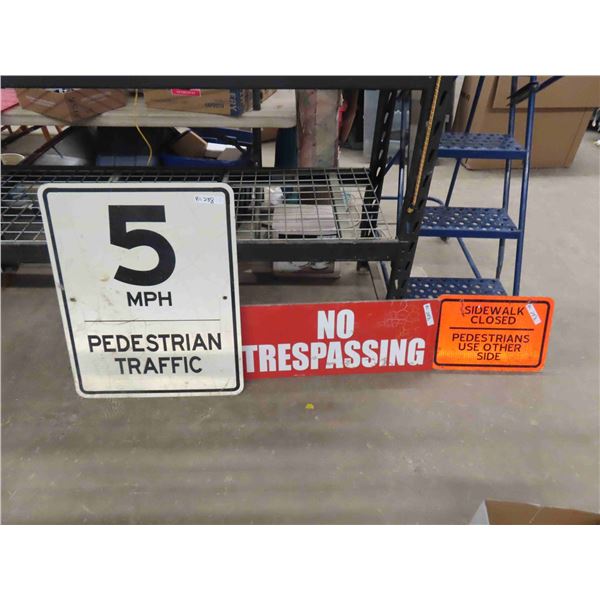 5
MPH
PEDESTRIAN
TRAFFIC
NO
TRESPASSING
SIDEWALK
CLOSED
PEDESTRIANS
USE OTHER
SIDE